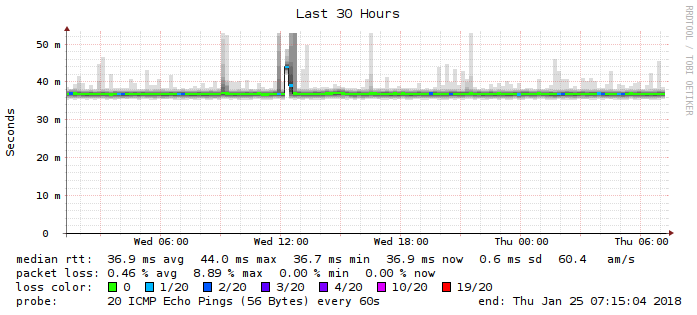 Last 30 Hours
RRDTOOL / TOBI OETIKER
Seconds
50 m
40 m
30 m
20 m
10 m
0
Wed 06:00 Wed 12:00 Wed 18:00 Thu 00:00 Thu 06:00
median rtt: 36.9 ms avg 44.0 ms max 36.7 ms min 36.9 ms now 0.6 ms sd 60.4 am/s
packet loss: 0.46 % avg 8.89 % max 0.00 % min 0.00 % now
loss color: 0 1/20 2/20 3/20 4/20 10/20 19/20
probe: 20 ICMP Echo Pings (56 Bytes) every 60s end: Thu Jan 25 07:15:04 2018